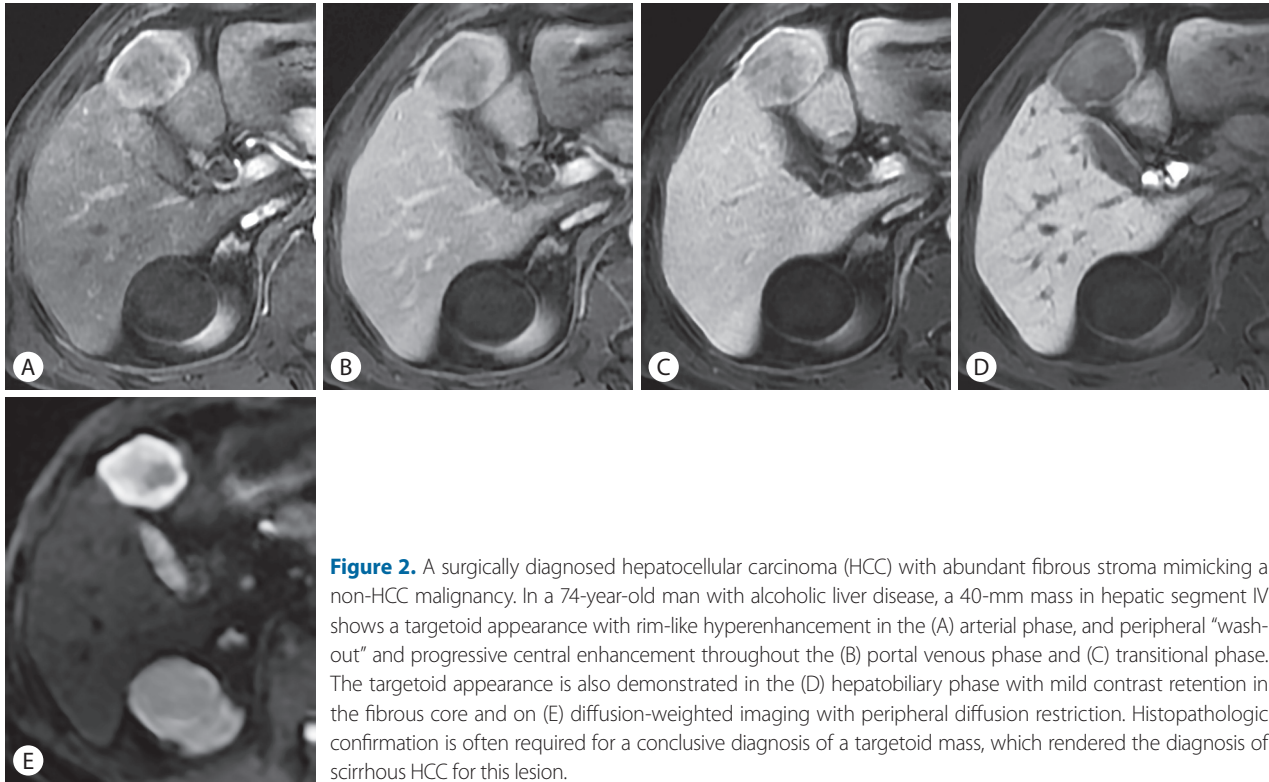 A
B
C
D
E
Figure 2. A surgically diagnosed hepatocellular carcinoma (HCC) with abundant fibrous stroma mimicking a
non-HCC malignancy. In a 74-year-old man with alcoholic liver disease, a 40-mm mass in hepatic segment IV
shows a targetoid appearance with rim-like hyperenhancement in the (A) arterial phase, and peripheral “wash-
out” and progressive central enhancement throughout the (B) portal venous phase and (C) transitional phase.
The targetoid appearance is also demonstrated in the (D) hepatobiliary phase with mild contrast retention in
the fibrous core and on (E) diffusion-weighted imaging with peripheral diffusion restriction. Histopathologic
confirmation is often required for a conclusive diagnosis of a targetoid mass, which rendered the diagnosis of
scirrhous HCC for this lesion.